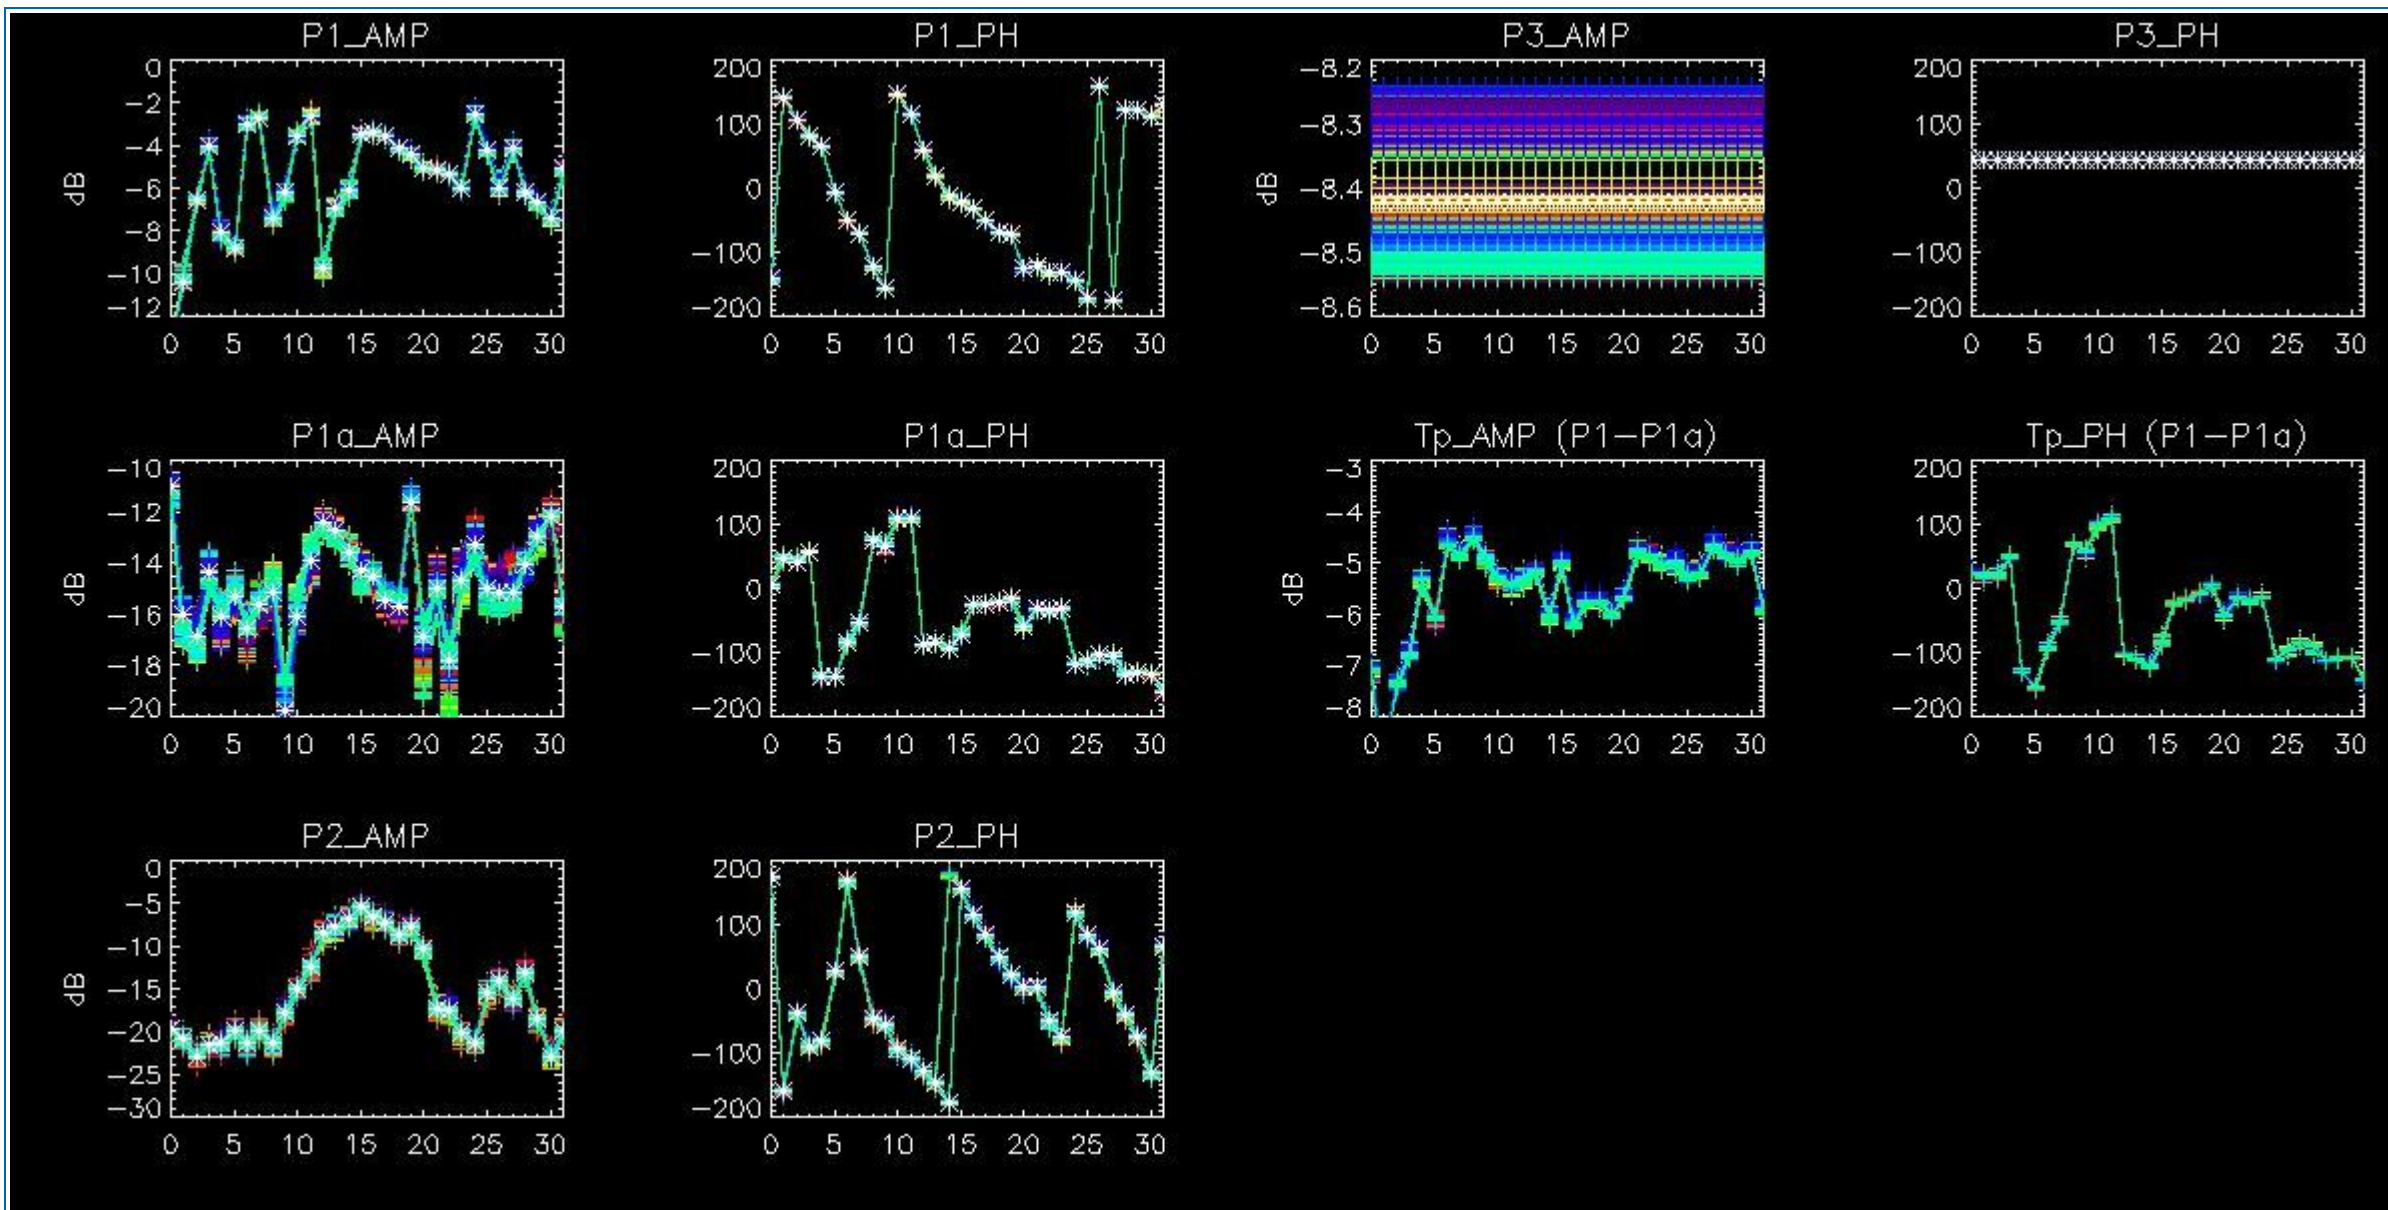 P1_AMP
0
−2
−4
−6
−8
−10
−12
dB
0 5 10 15 20 25 30
P1_PH
200
100
0
−100
−200
0 5 10 15 20 25 30
P3_AMP
−8.2
−8.3
−8.4
−8.5
−8.6
dB
0 5 10 15 20 25 30
P3_PH
200
100
0
−100
−200
0 5 10 15 20 25 30
P1a_AMP
−10
−12
−14
−16
−18
−20
dB
0 5 10 15 20 25 30
P1a_PH
200
100
0
−100
−200
0 5 10 15 20 25 30
Tp_AMP (P1−P1a)
−3
−4
−5
−6
−7
−8
dB
0 5 10 15 20 25 30
Tp_PH (P1−P1a)
200
100
0
−100
−200
0 5 10 15 20 25 30
P2_AMP
0
−5
−10
−15
−20
−25
−30
dB
0 5 10 15 20 25 30
P2_PH
200
100
0
−100
−200
0 5 10 15 20 25 30